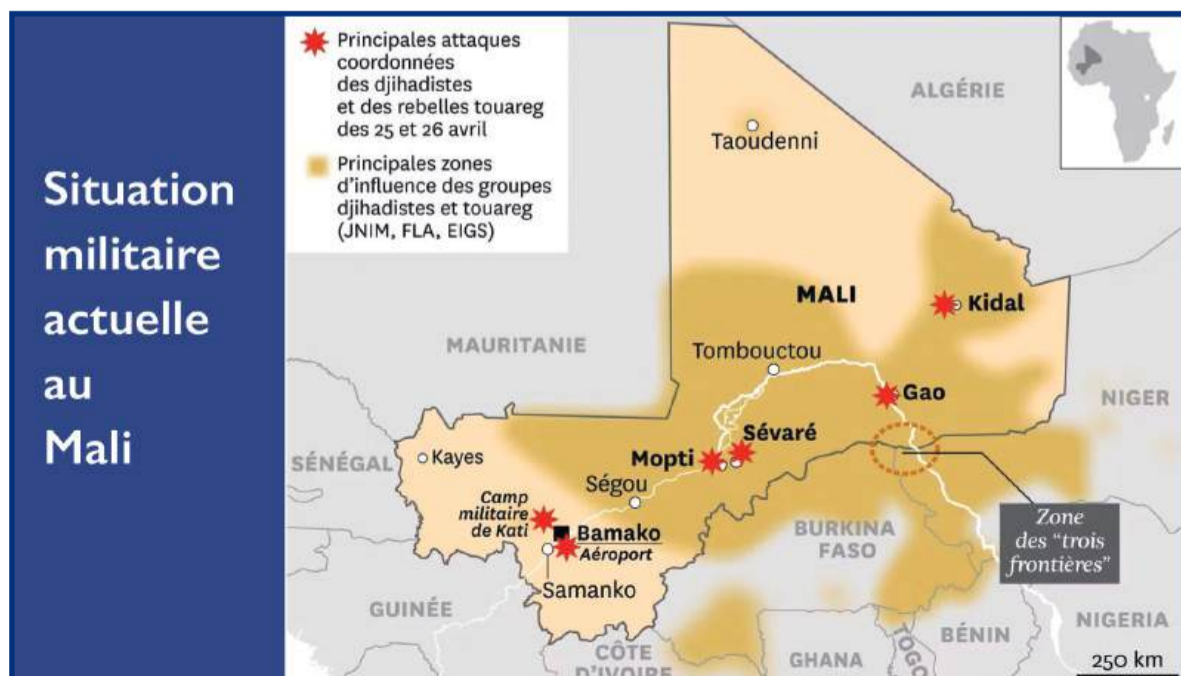 Situation
militaire
actuelle
au
Mali
Principales attaques
coordonnées
des djihadistes
et des rebelles touareg
des 25 et 26 avril
Principales zones
d'influence des groupes
djihadistes et touareg
(JNIM, FLA, EIGS)
ALGÉRIE
Taoudenni
MALI
Kidal
MAURITANIE
Tombouctou
Gao
NIGER
Sévaré
Mopti
SÉNÉGAL
Kayes
Ségou
Camp
militaire
de Kati
Bamako
Aéroport
Samanko
BURKINA
FASO
Zone
des "trois
frontières"
GUINÉE
CÔTE
D'IVOIRE
GHANA
TOGO
BÉNIN
NIGERIA
250 km